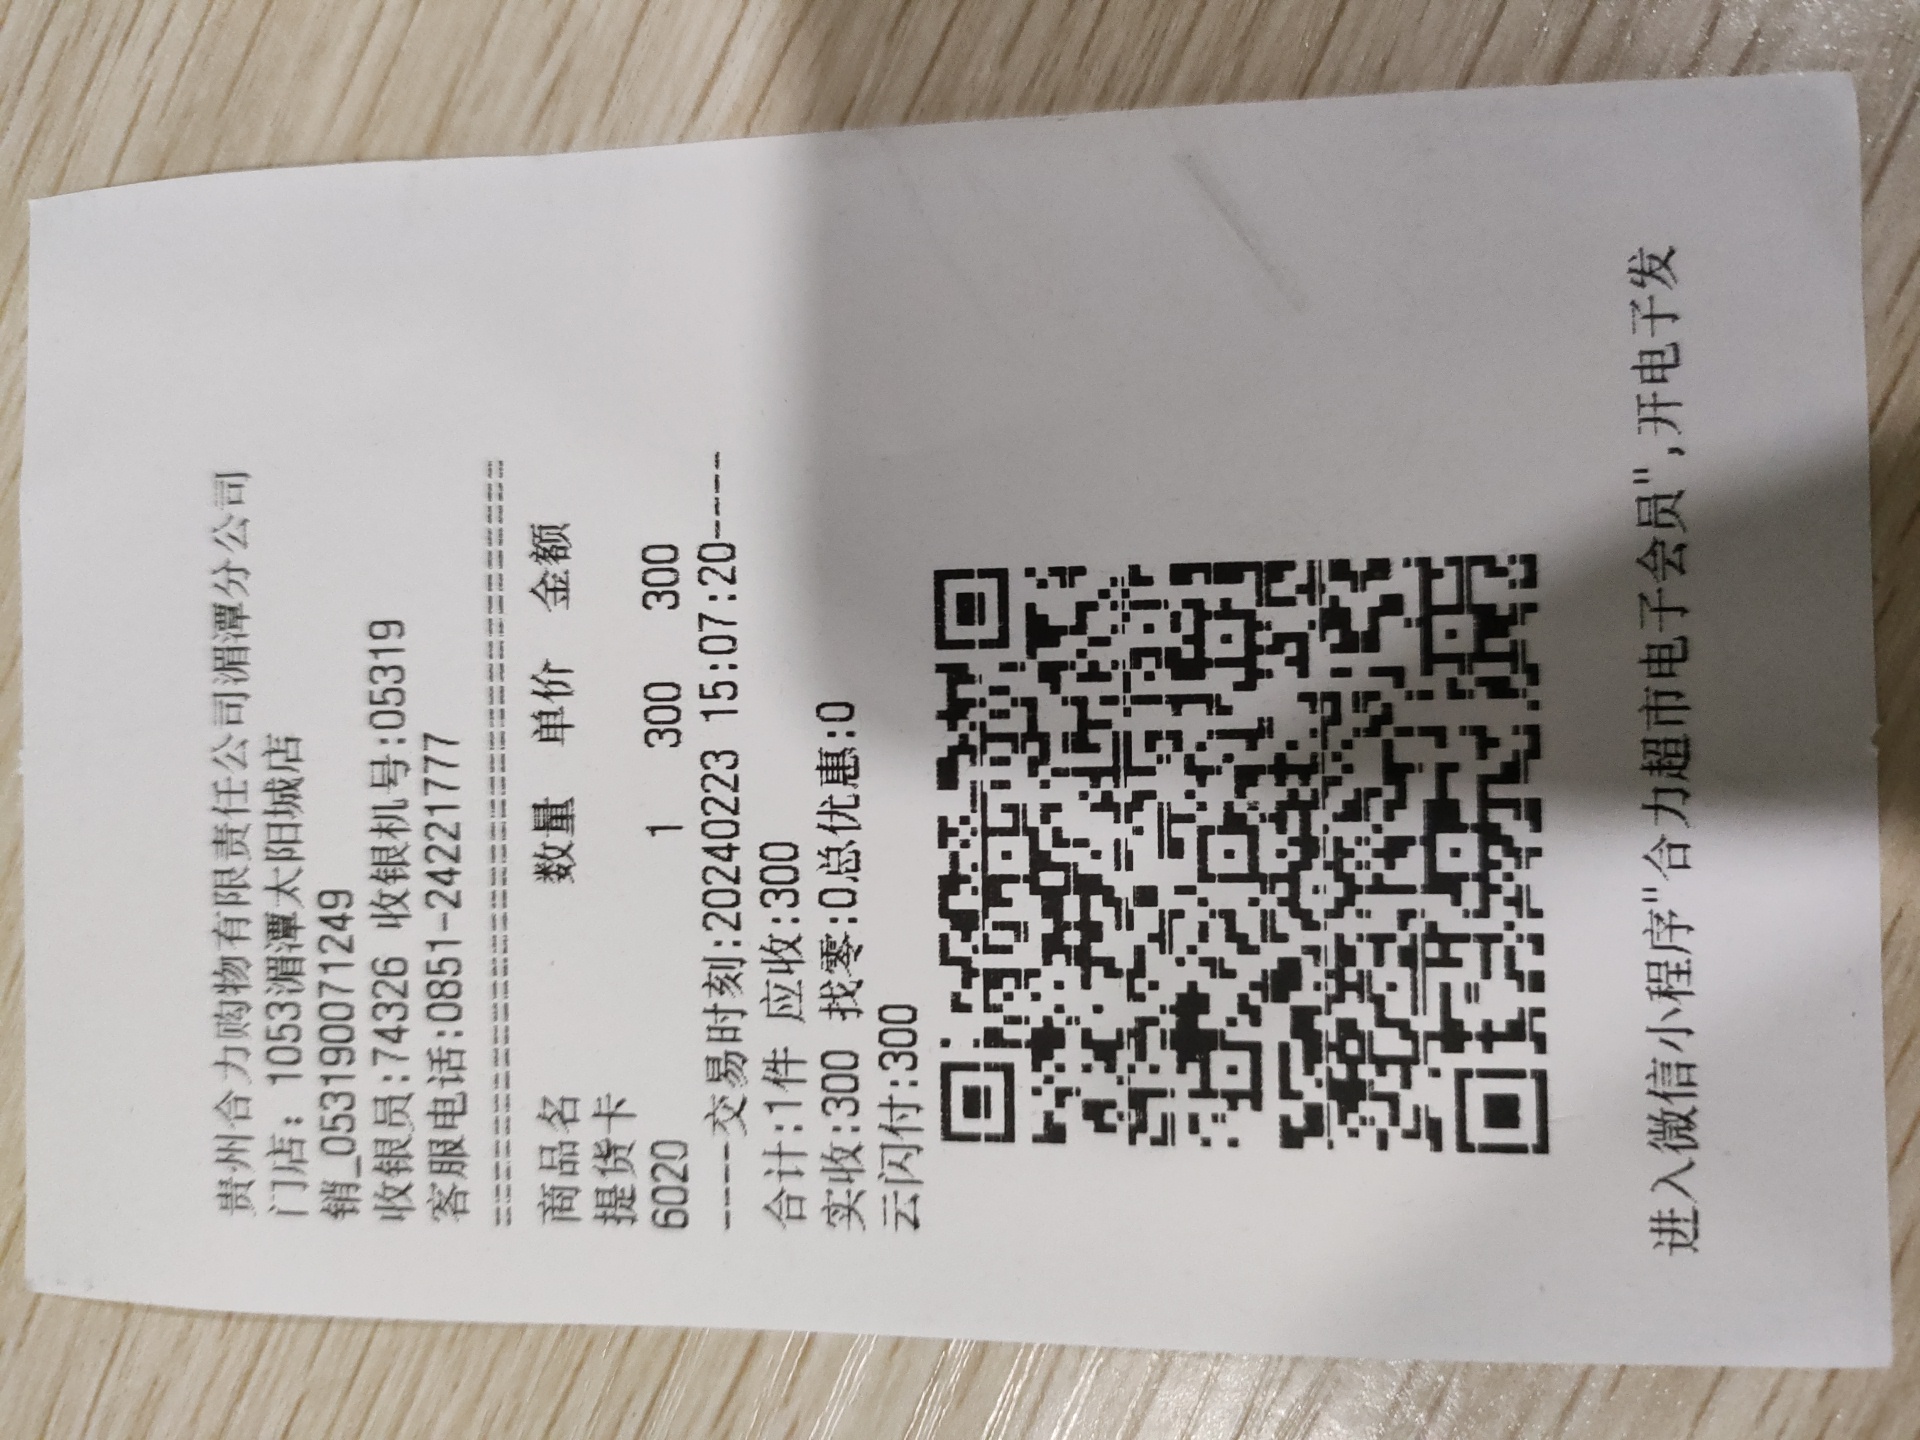 贵州合力购物有限责任公司湄潭分公司
门店: 1053湄潭太阳城店
销_053190071249
收银员:74326 收银机号:05319
客服电话:0851-24221777
================================
商品名 数量 单价 金额
提货卡
6020 1 300 300
----交易时刻:20240223 15:07:20----
合计:1件 应收:300
实收:300 找零:0总优惠:0
云闪付:300
进入微信小程序"合力超市电子会员",开电子发